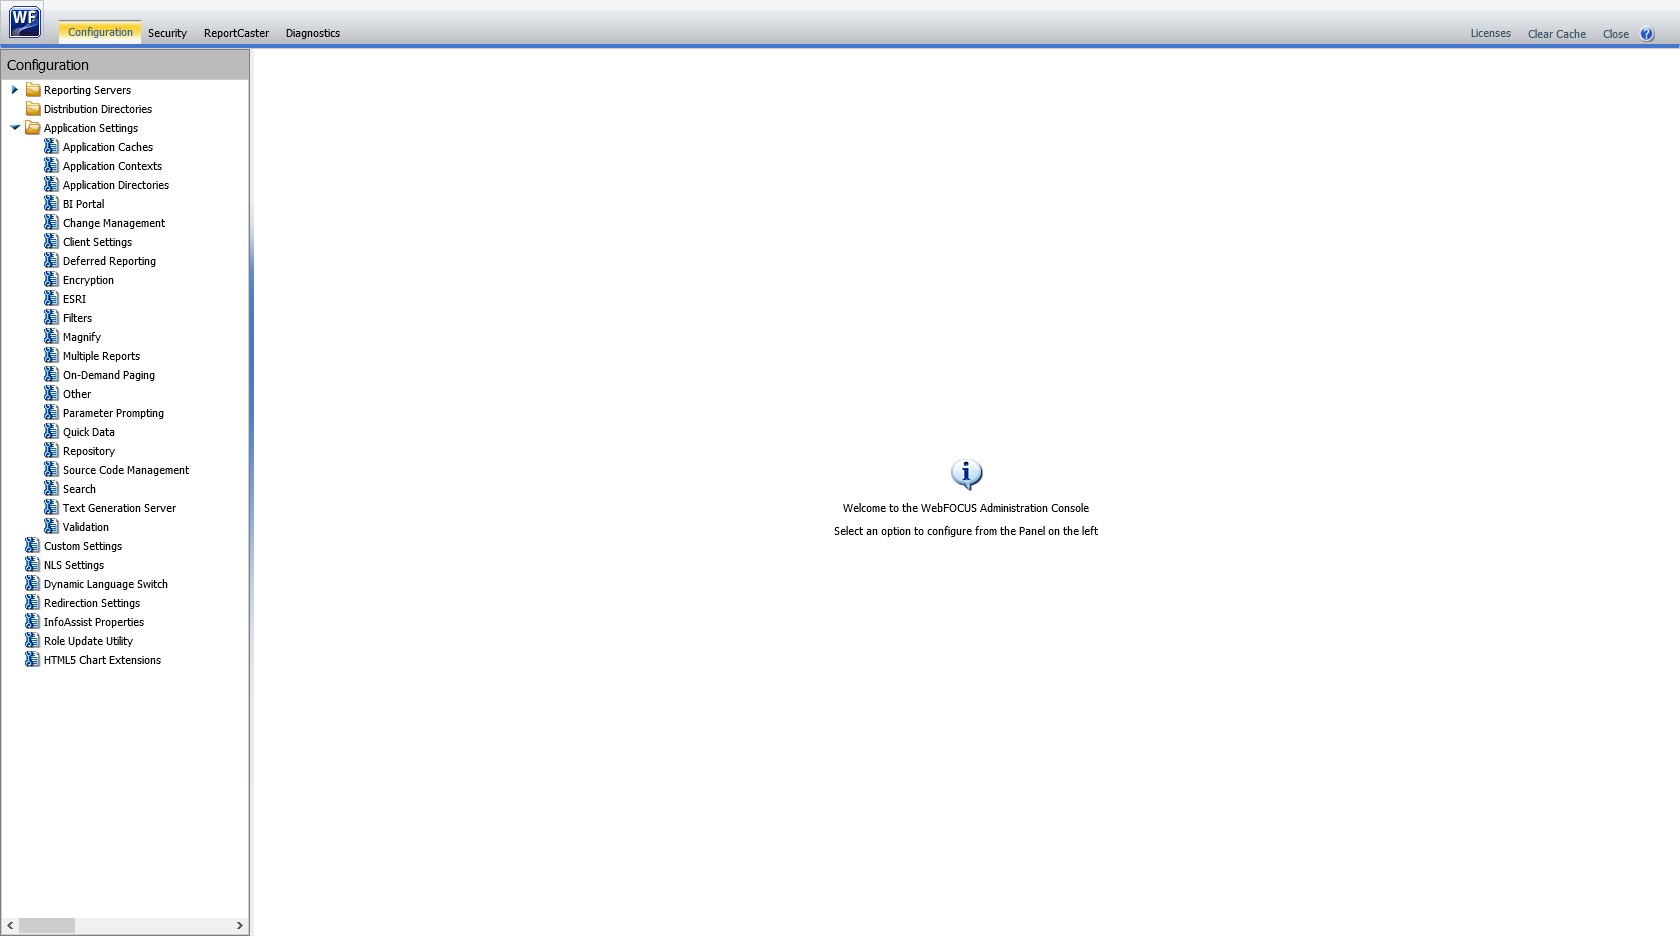 WF
Configuration
Security
ReportCaster
Diagnostics
Licenses
Clear Cache
Close
?
Configuration
Reporting Servers
Distribution Directories
Application Settings
Application Caches
Application Contexts
Application Directories
BI Portal
Change Management
Client Settings
Deferred Reporting
Encryption
ESRI
Filters
Magnify
Multiple Reports
On-Demand Paging
Other
Parameter Prompting
Quick Data
Repository
Source Code Management
Search
Text Generation Server
Validation
Custom Settings
NLS Settings
Dynamic Language Switch
Redirection Settings
InfoAssist Properties
Role Update Utility
HTML5 Chart Extensions
i
Welcome to the WebFOCUS Administration Console
Select an option to configure from the Panel on the left